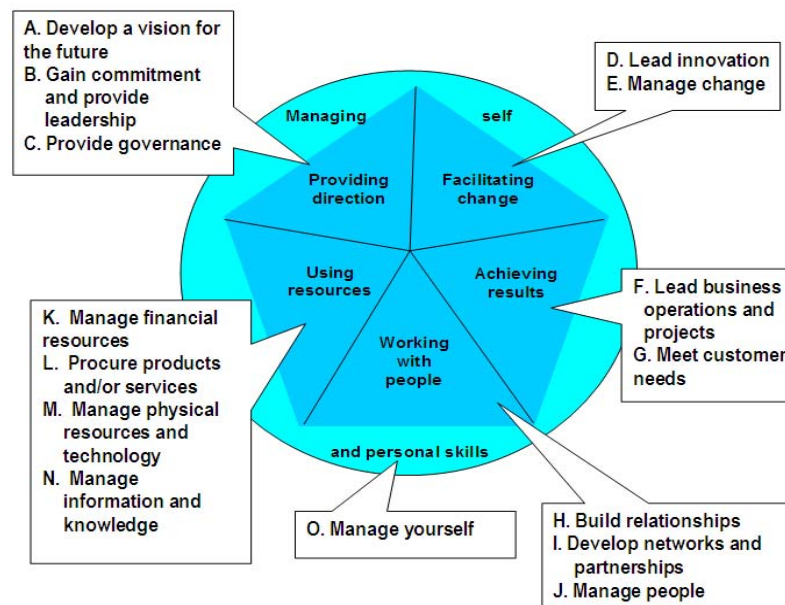 A. Develop a vision for
the future
B. Gain commitment
and provide
leadership
C. Provide governance
D. Lead innovation
E. Manage change
Managing
self
Providing
direction
Facilitating
change
Using
resources
Achieving
results
Working
with
people
and personal skills
F. Lead business
operations and
projects
G. Meet customer
needs
K. Manage financial
resources
L. Procure products
and/or services
M. Manage physical
resources and
technology
N. Manage
information and
knowledge
O. Manage yourself
H. Build relationships
I. Develop networks and
partnerships
J. Manage people